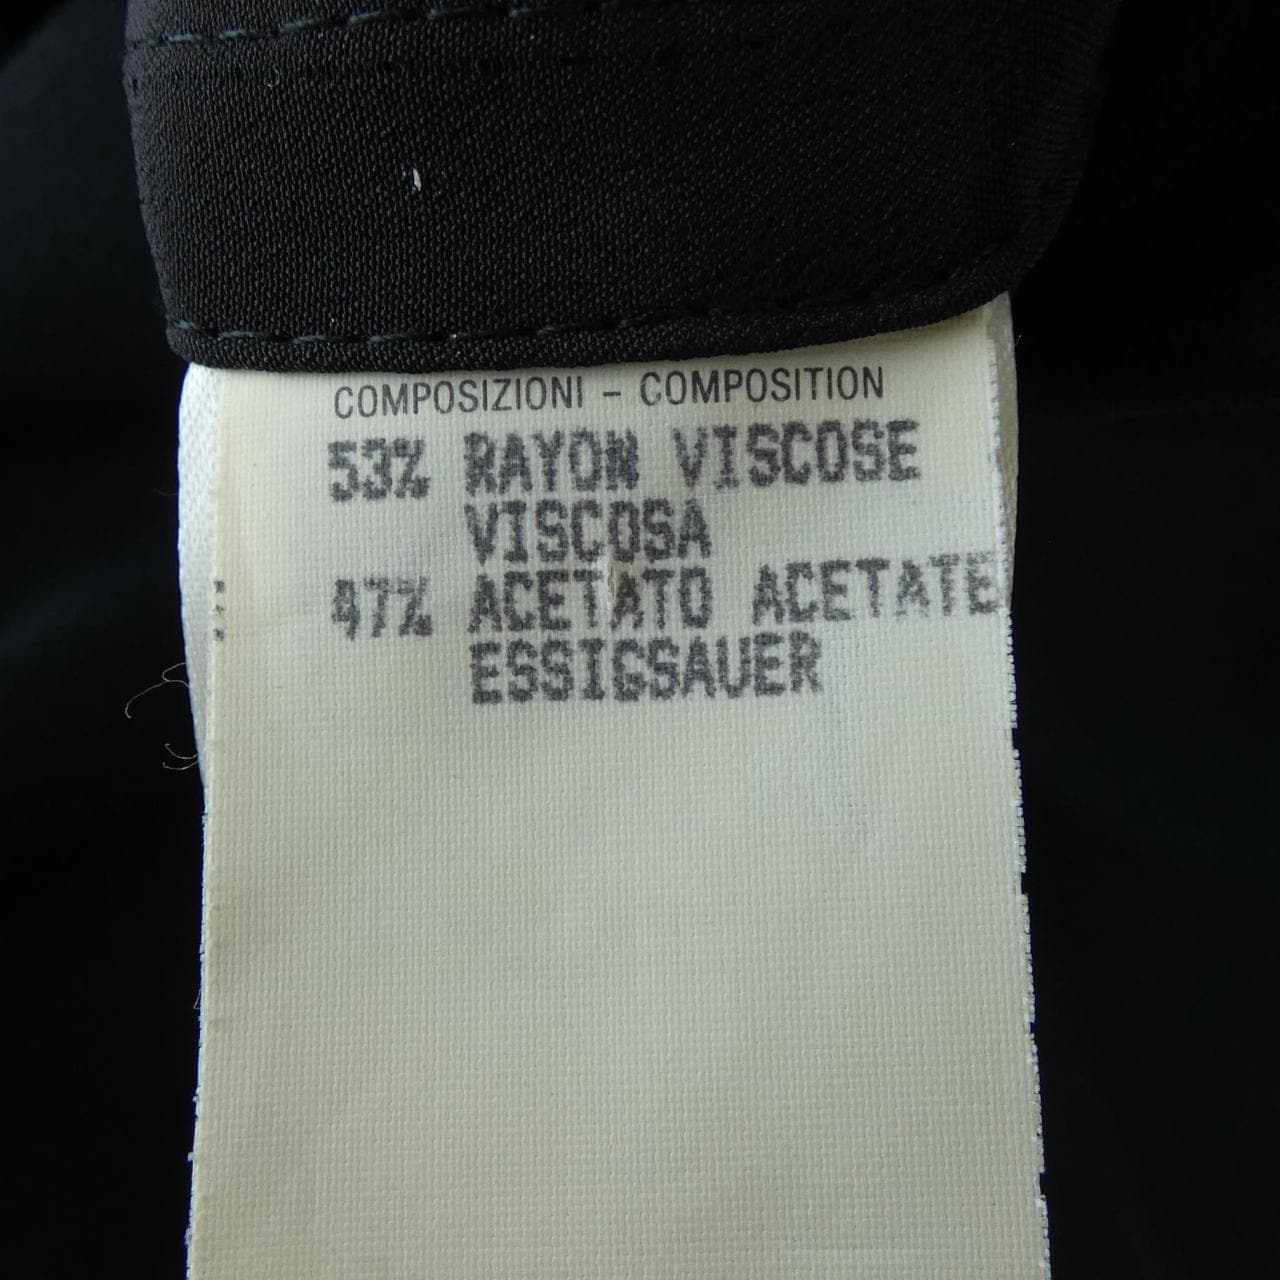 COMPOSIZIONI - COMPOSITION
53% RAYON VISCOSE
VISCOSA
47% ACETATO ACETATE
ESSIGSAUER